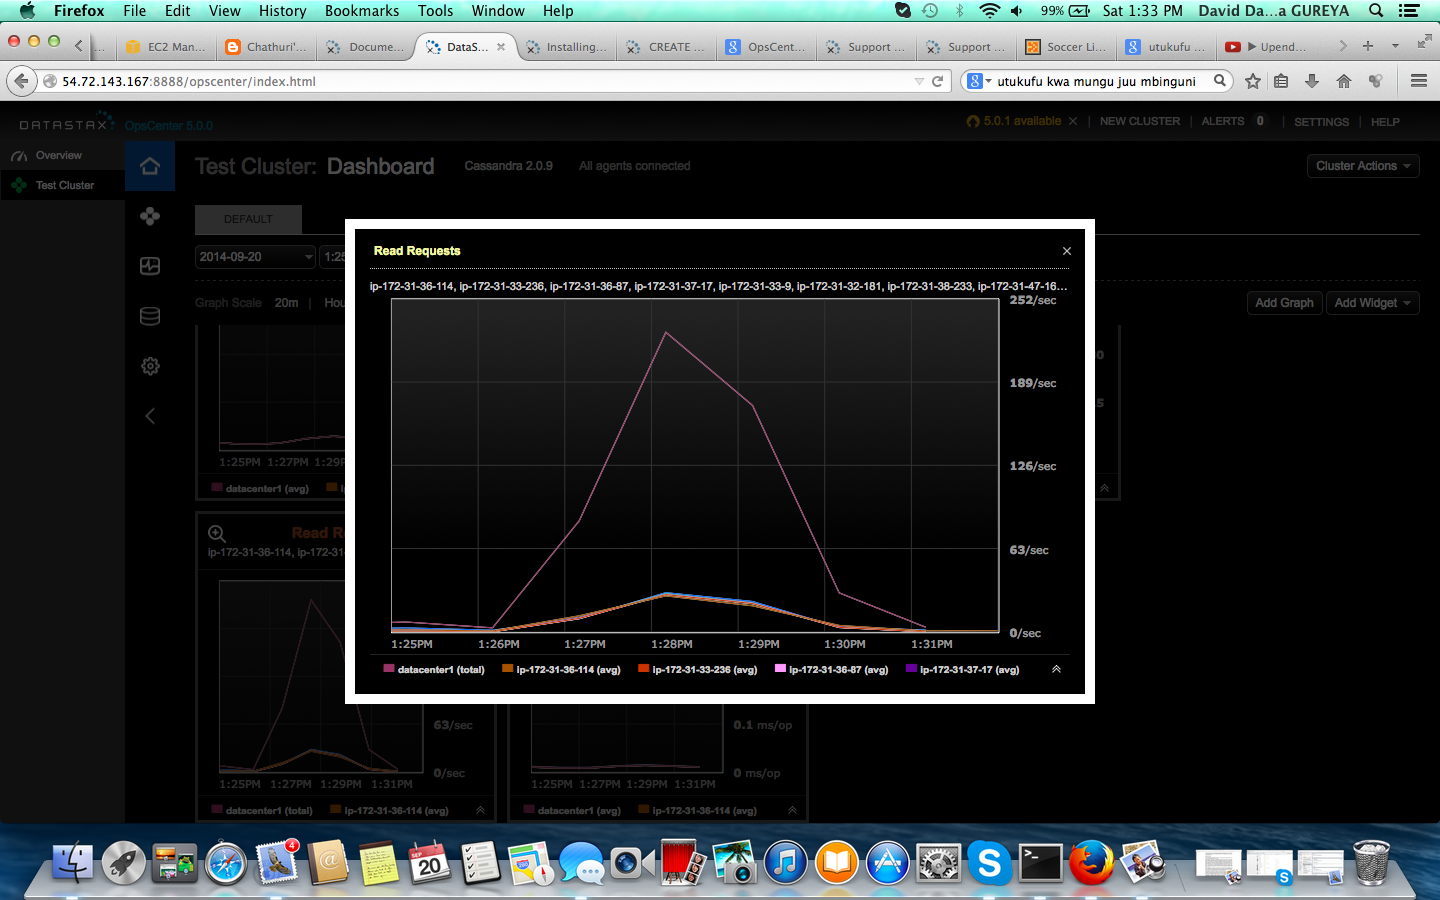 Firefox File Edit View History Bookmarks Tools Window Help 99% Sat 1:33 PM David Da...a GUREYA
... EC2 Man... Chathuri'... Docume... DataS... Installing... CREATE ... OpsCent... Support ... Support ... Soccer Li... utukufu ... Upend...
54.72.143.167:8888/opscenter/index.html utukufu kwa mungu juu mbinguni
DATASTAX OpsCenter 5.0.0 5.0.1 available × | NEW CLUSTER | ALERTS 0 | SETTINGS | HELP
Overview
Test Cluster
Test Cluster: Dashboard Cassandra 2.0.9 All agents connected Cluster Actions
DEFAULT
2014-09-20 1:25
Graph Scale 20m | Hou
Add Graph Add Widget
Read Requests ×
ip-172-31-36-114, ip-172-31-33-236, ip-172-31-36-87, ip-172-31-37-17, ip-172-31-33-9, ip-172-31-32-181, ip-172-31-38-233, ip-172-31-47-16...
252/sec
189/sec
126/sec
63/sec
0/sec
1:25PM 1:26PM 1:27PM 1:28PM 1:29PM 1:30PM 1:31PM
datacenter1 (total) ip-172-31-36-114 (avg) ip-172-31-33-236 (avg) ip-172-31-36-87 (avg) ip-172-31-37-17 (avg)
1:25PM 1:27PM 1:29P
datacenter1 (avg)
Read R
ip-172-31-36-114, ip-172-31
63/sec
0/sec
1:25PM 1:27PM 1:29PM 1:31PM
datacenter1 (total) ip-172-31-36-114 (avg)
0.1 ms/op
0 ms/op
1:25PM 1:27PM 1:29PM 1:31PM
datacenter1 (avg) ip-172-31-36-114 (avg)
4
SEP
20